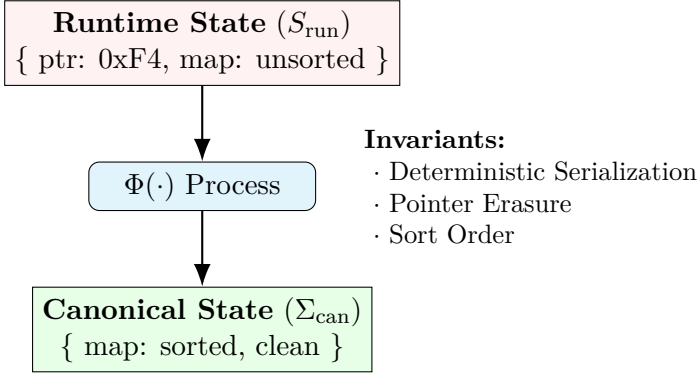 Runtime State (S_run)
{ ptr: 0xF4, map: unsorted }
Φ(·) Process
Invariants:
· Deterministic Serialization
· Pointer Erasure
· Sort Order
Canonical State (Σ_can)
{ map: sorted, clean }